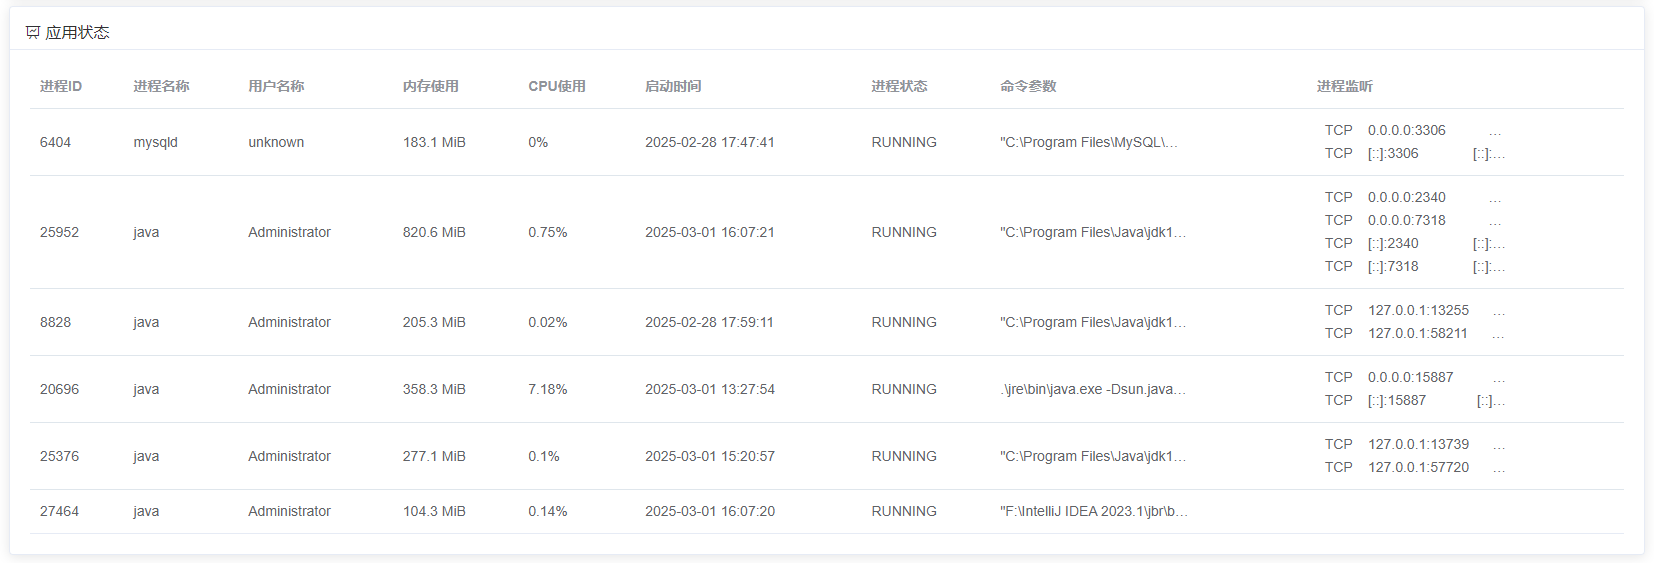 应用状态
进程ID 进程名称 用户名称 内存使用 CPU使用 启动时间 进程状态 命令参数 进程监听
6404 mysqld unknown 183.1 MiB 0% 2025-02-28 17:47:41 RUNNING "C:\Program Files\MySQL\...
TCP 0.0.0.0:3306 ...
TCP [::]:3306 [::]:...
25952 java Administrator 820.6 MiB 0.75% 2025-03-01 16:07:21 RUNNING "C:\Program Files\Java\jdk1...
TCP 0.0.0.0:2340 ...
TCP 0.0.0.0:7318 ...
TCP [::]:2340 [::]:...
TCP [::]:7318 [::]:...
8828 java Administrator 205.3 MiB 0.02% 2025-02-28 17:59:11 RUNNING "C:\Program Files\Java\jdk1...
TCP 127.0.0.1:13255 ...
TCP 127.0.0.1:58211 ...
20696 java Administrator 358.3 MiB 7.18% 2025-03-01 13:27:54 RUNNING .\jre\bin\java.exe -Dsun.java...
TCP 0.0.0.0:15887 ...
TCP [::]:15887 [::]...
25376 java Administrator 277.1 MiB 0.1% 2025-03-01 15:20:57 RUNNING "C:\Program Files\Java\jdk1...
TCP 127.0.0.1:13739 ...
TCP 127.0.0.1:57720 ...
27464 java Administrator 104.3 MiB 0.14% 2025-03-01 16:07:20 RUNNING "F:\IntelliJ IDEA 2023.1\jbr\b...